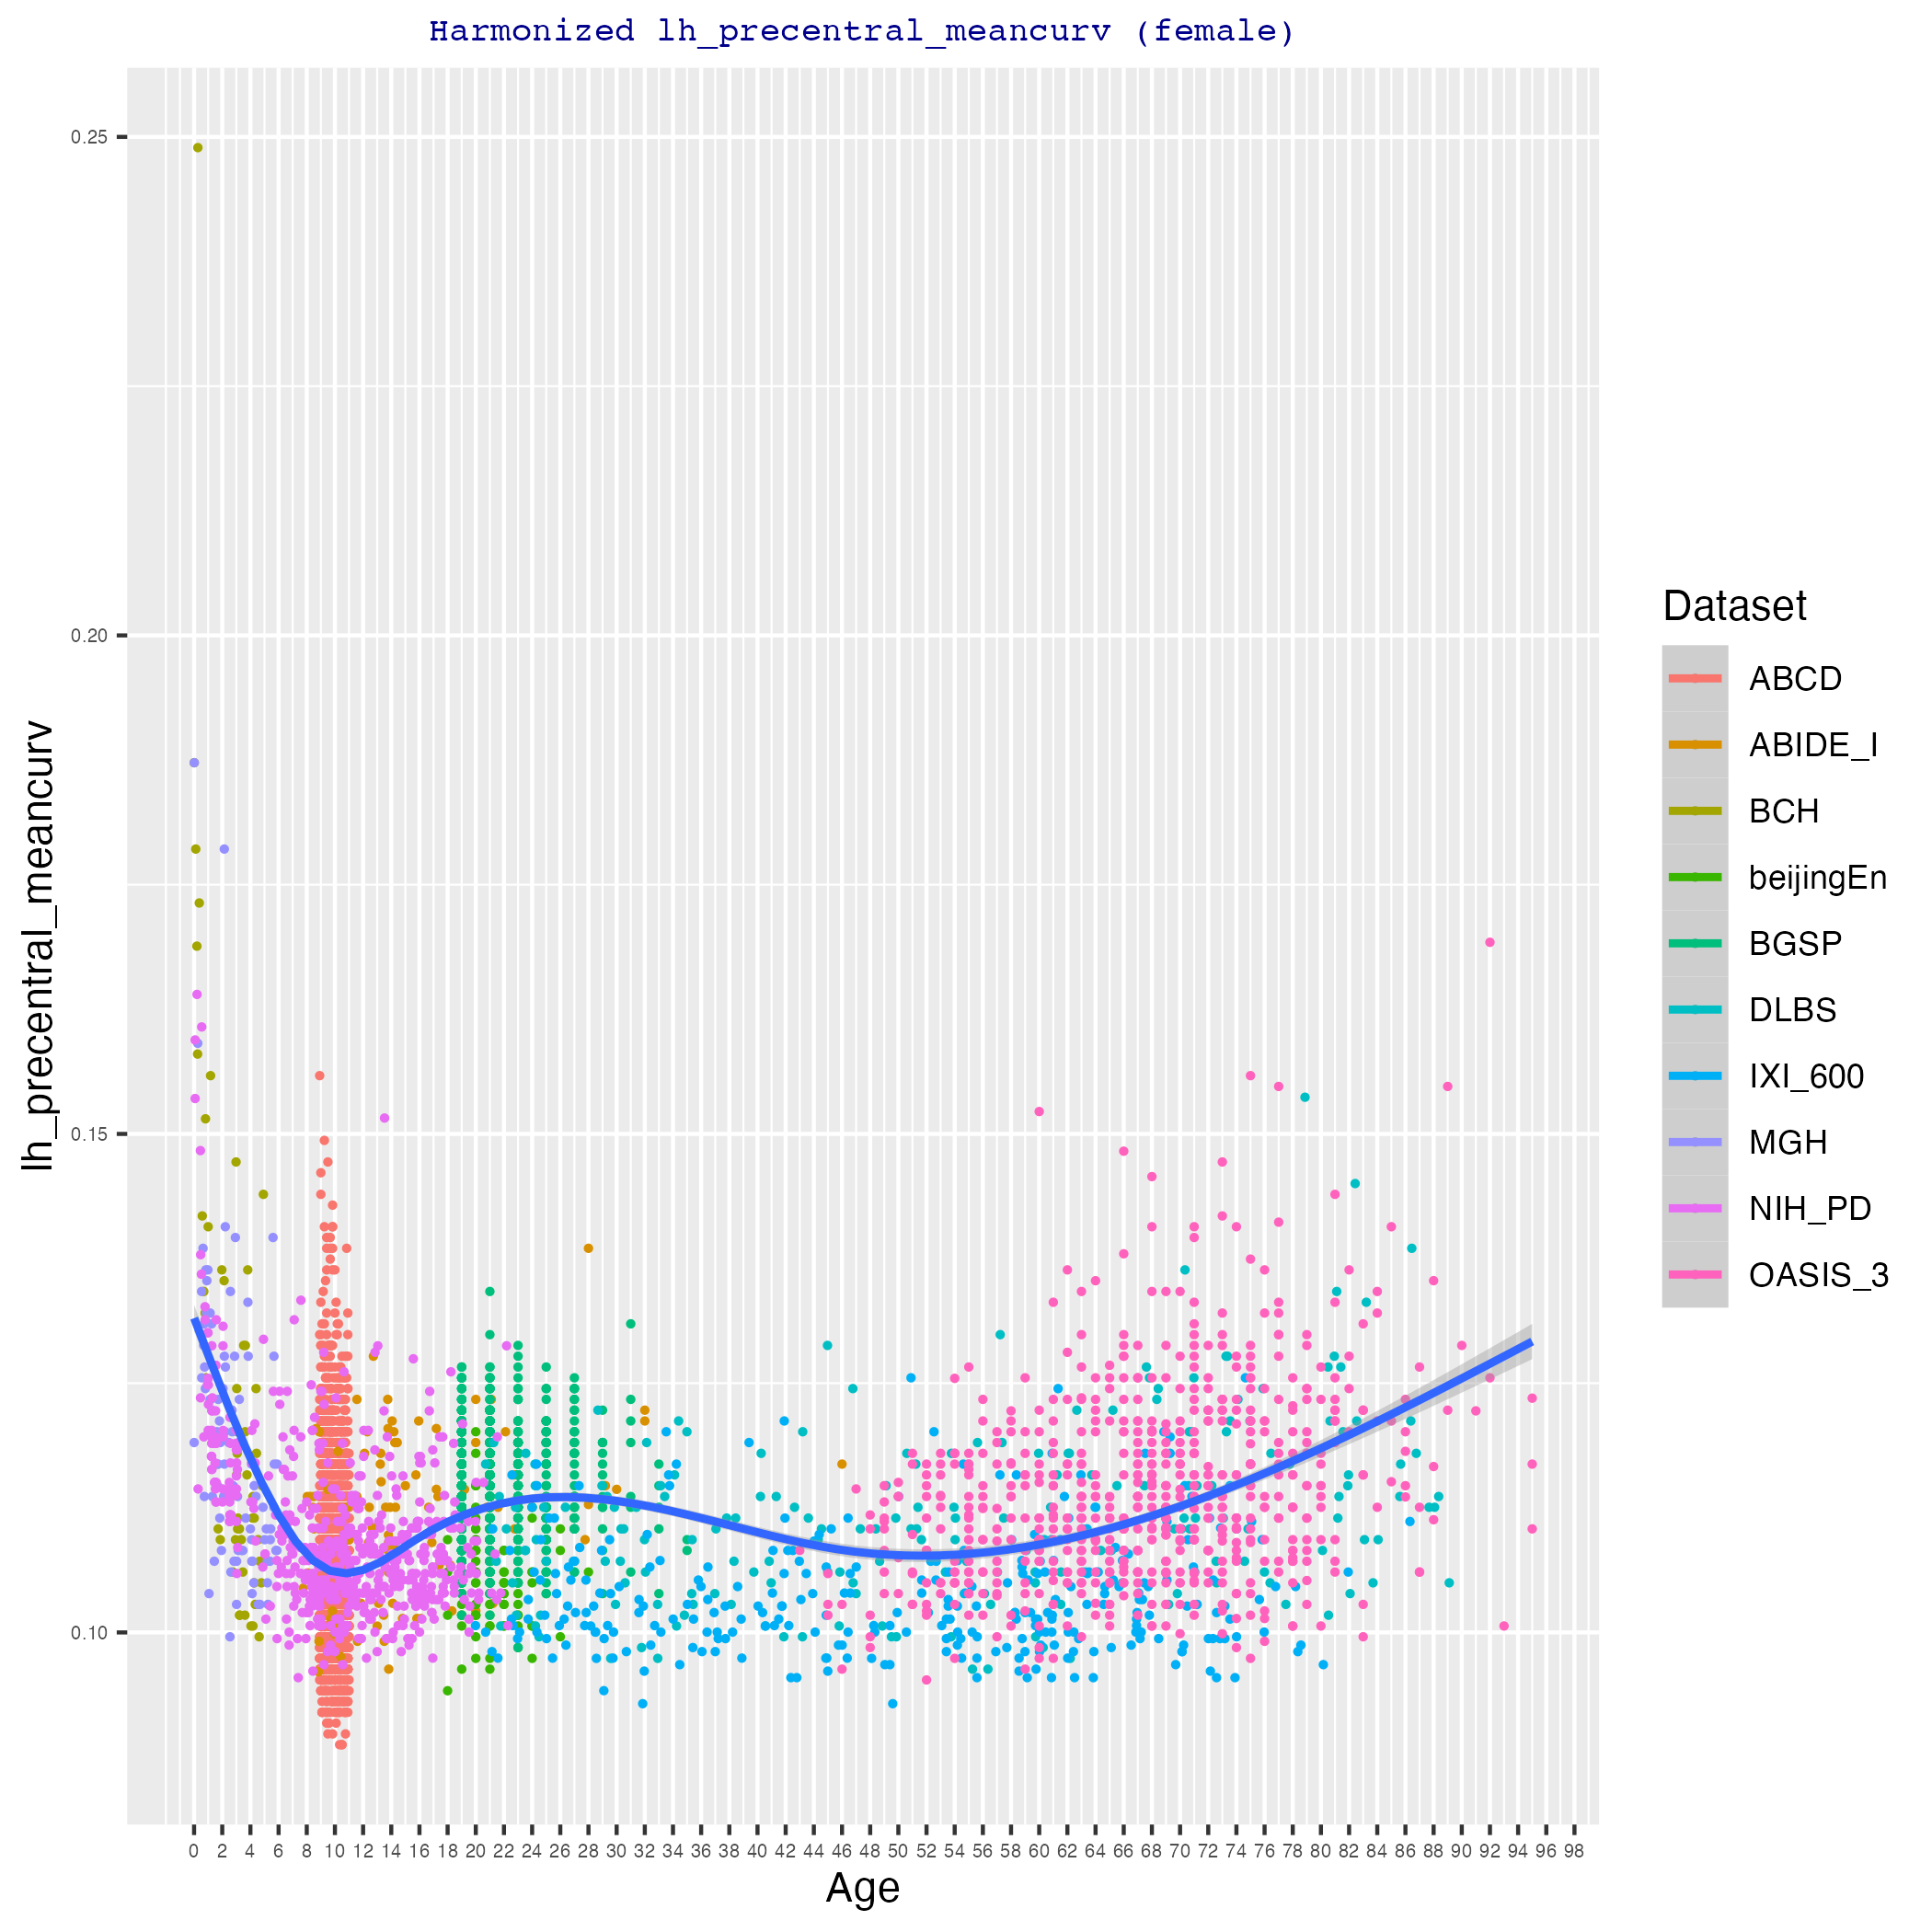 Harmonized lh_precentral_meancurv (female)
0.25
0.20
0.15
0.10
lh_precentral_meancurv
0 2 4 6 8 10 12 14 16 18 20 22 24 26 28 30 32 34 36 38 40 42 44 46 48 50 52 54 56 58 60 62 64 66 68 70 72 74 76 78 80 82 84 86 88 90 92 94 96 98
Age
Dataset
ABCD
ABIDE_I
BCH
beijingEn
BGSP
DLBS
IXI_600
MGH
NIH_PD
OASIS_3